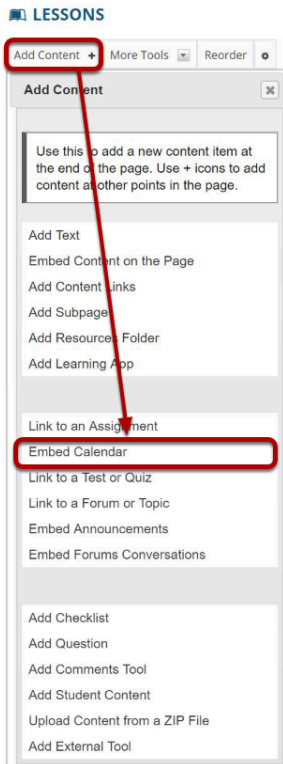 LESSONS
Add Content + More Tools Reorder
Add Content
Use this to add a new content item at
the end of the page. Use + icons to add
content at other points in the page.
Add Text
Embed Content on the Page
Add Content Links
Add Subpage
Add Resources Folder
Add Learning App
Link to an Assignment
Embed Calendar
Link to a Test or Quiz
Link to a Forum or Topic
Embed Announcements
Embed Forums Conversations
Add Checklist
Add Question
Add Comments Tool
Add Student Content
Upload Content from a ZIP File
Add External Tool